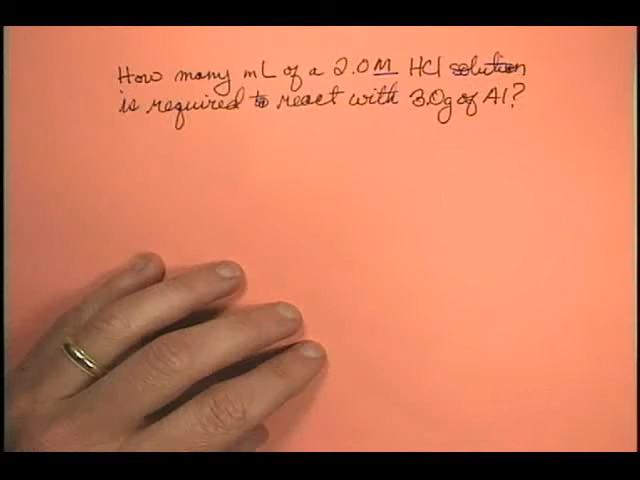 How many mL of a 2.0 M HCl solution
is required to react with 3.0g of Al?